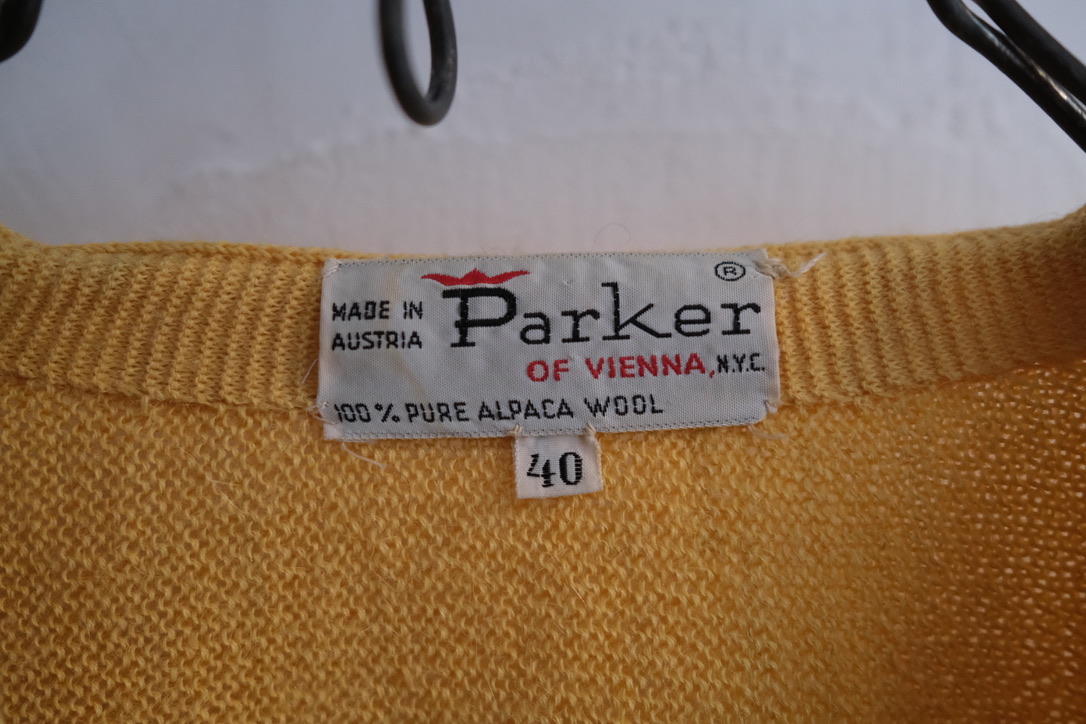 ®
MADE IN
AUSTRIA
Parker
OF VIENNA, N.Y.C.
100% PURE ALPACA WOOL
40